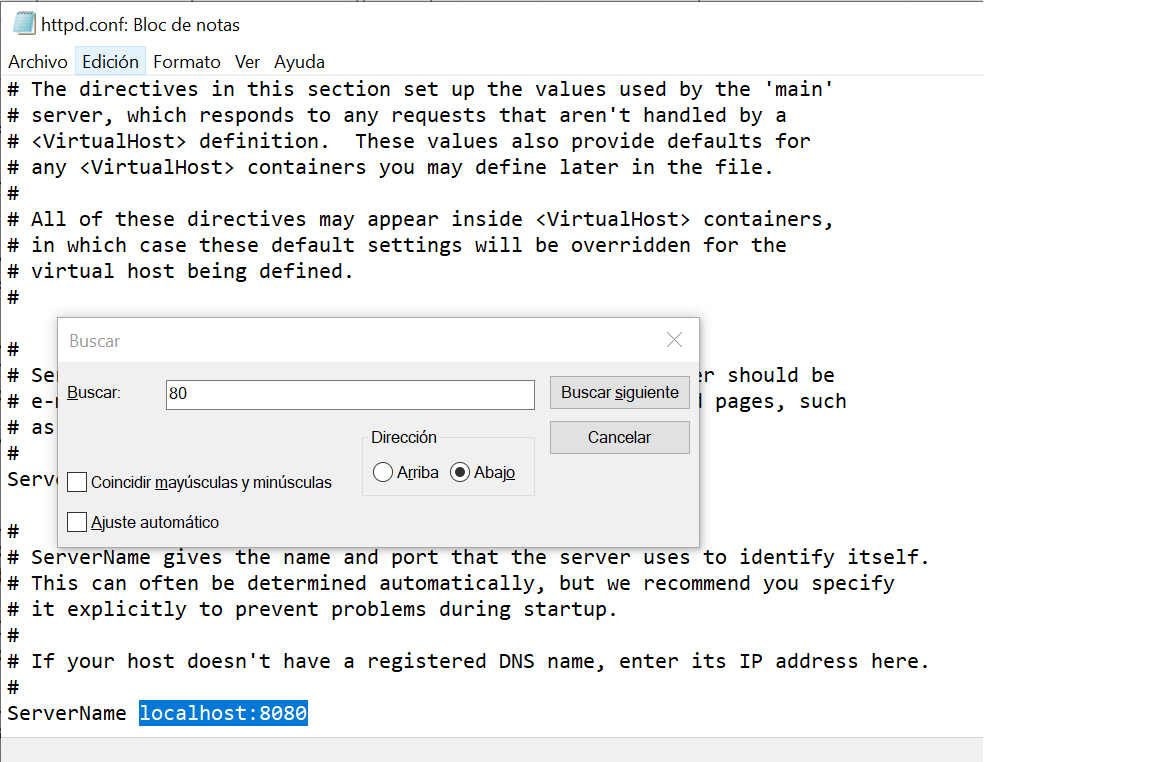 httpd.conf: Bloc de notas
Archivo Edición Formato Ver Ayuda
# The directives in this section set up the values used by the 'main'
# server, which responds to any requests that aren't handled by a
# <VirtualHost> definition.  These values also provide defaults for
# any <VirtualHost> containers you may define later in the file.
#
# All of these directives may appear inside <VirtualHost> containers,
# in which case these default settings will be overridden for the
# virtual host being defined.
#
Buscar
#
# Se r should be
Buscar: 80 Buscar siguiente
# e- pages, such
# as
Dirección Cancelar
#
Arriba Abajo
Serv
Coincidir mayúsculas y minúsculas
Ajuste automático
#
# ServerName gives the name and port that the server uses to identify itself.
# This can often be determined automatically, but we recommend you specify
# it explicitly to prevent problems during startup.
#
# If your host doesn't have a registered DNS name, enter its IP address here.
#
ServerName localhost:8080